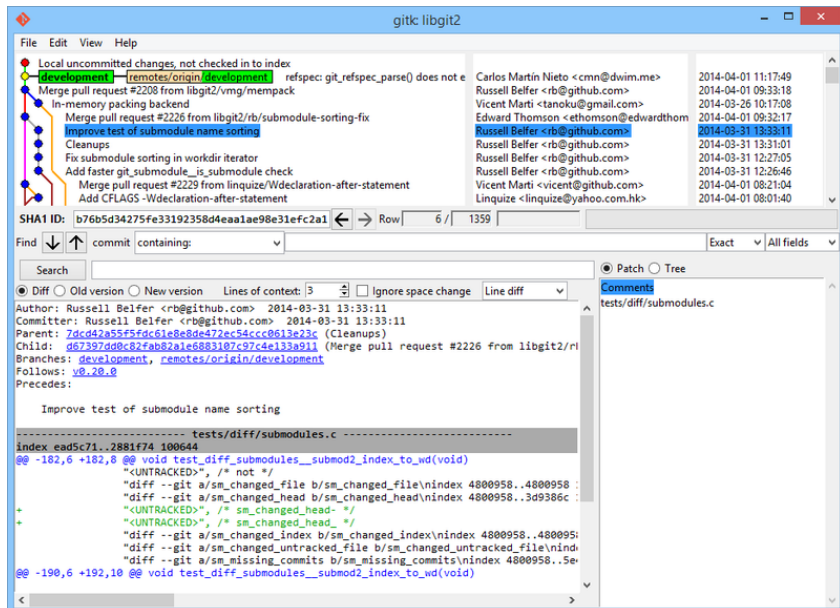 gitk: libgit2
File Edit View Help
Local uncommitted changes, not checked in to index
development remotes/origin/development refspec: git_refspec_parse() does not e Carlos Martín Nieto <cmn@dwim.me> 2014-04-01 11:17:49
Merge pull request #2208 from libgit2/vmg/mempack Russell Belfer <rb@github.com> 2014-04-01 09:33:18
In-memory packing backend Vicent Marti <tanoku@gmail.com> 2014-03-26 10:17:08
Merge pull request #2226 from libgit2/rb/submodule-sorting-fix Edward Thomson <ethomson@edwardthom 2014-04-01 09:32:17
Improve test of submodule name sorting Russell Belfer <rb@github.com> 2014-03-31 13:33:11
Cleanups Russell Belfer <rb@github.com> 2014-03-31 13:31:01
Fix submodule sorting in workdir iterator Russell Belfer <rb@github.com> 2014-03-31 12:27:05
Add faster git_submodule__is_submodule check Russell Belfer <rb@github.com> 2014-03-31 12:26:46
Merge pull request #2229 from linquize/Wdeclaration-after-statement Vicent Marti <vicent@github.com> 2014-04-01 08:21:04
Add CFLAGS -Wdeclaration-after-statement Linquize <linquize@yahoo.com.hk> 2014-04-01 08:01:40
SHA1 ID: b76b5d34275fe33192358d4eaa1ae98e31efc2a1 Row 6 / 1359
Find commit containing: Exact All fields
Search
Patch Tree
Diff Old version New version Lines of context: 3 Ignore space change Line diff
Comments
tests/diff/submodules.c
Author: Russell Belfer <rb@github.com> 2014-03-31 13:33:11
Committer: Russell Belfer <rb@github.com> 2014-03-31 13:33:11
Parent: 7dcd42a55f5fdc61e8e8de472ec54ccc0613e23c (Cleanups)
Child: d67397dd0c82fab82a1e6883107c97c4e133a911 (Merge pull request #2226 from libgit2/rl
Branches: development, remotes/origin/development
Follows: v0.20.0
Precedes:
Improve test of submodule name sorting
-------------------------- tests/diff/submodules.c --------------------------
index ead5c71..2881f74 100644
@@ -182,6 +182,8 @@ void test_diff_submodules__submod2_index_to_wd(void)
"<UNTRACKED>", /* not */
"diff --git a/sm_changed_file b/sm_changed_file\nindex 4800958..4800958
"diff --git a/sm_changed_head b/sm_changed_head\nindex 4800958..3d9386c
+ "<UNTRACKED>", /* sm_changed_head- */
+ "<UNTRACKED>", /* sm_changed_head_ */
"diff --git a/sm_changed_index b/sm_changed_index\nindex 4800958..480095
"diff --git a/sm_changed_untracked_file b/sm_changed_untracked_file\nind
"diff --git a/sm_missing_commits b/sm_missing_commits\nindex 4800958..5e
@@ -190,6 +192,10 @@ void test_diff_submodules__submod2_index_to_wd(void)